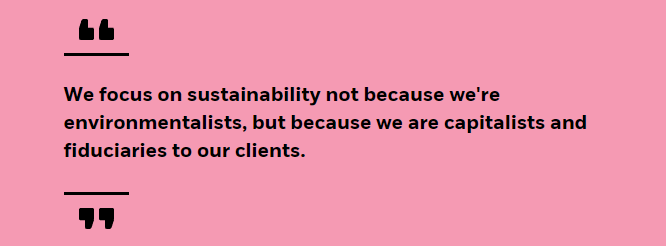 ❝
We focus on sustainability not because we're
environmentalists, but because we are capitalists and
fiduciaries to our clients.
❞